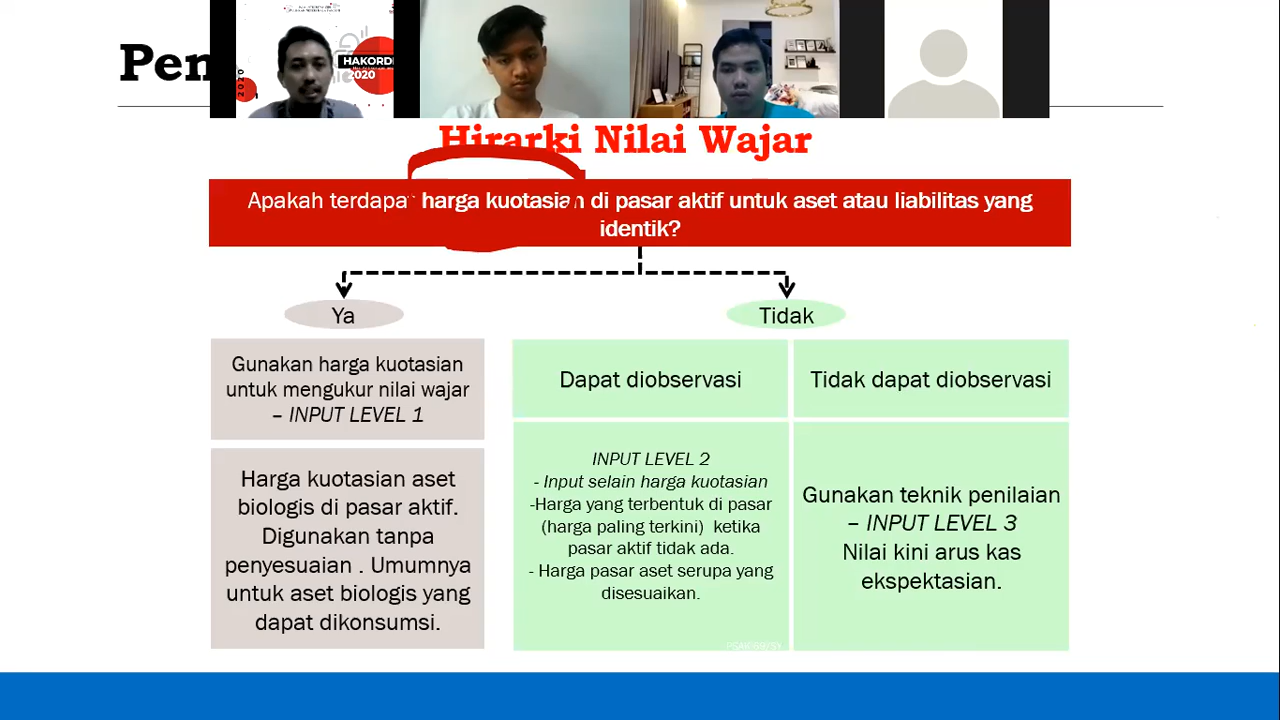 Pen
HAKORDI
2020
2020
Hirarki Nilai Wajar
Apakah terdapa harga kuotasian di pasar aktif untuk aset atau liabilitas yang
identik?
Ya
Tidak
Gunakan harga kuotasian
untuk mengukur nilai wajar
– INPUT LEVEL 1
Dapat diobservasi
Tidak dapat diobservasi
Harga kuotasian aset
biologis di pasar aktif.
Digunakan tanpa
penyesuaian . Umumnya
untuk aset biologis yang
dapat dikonsumsi.
INPUT LEVEL 2
- Input selain harga kuotasian
-Harga yang terbentuk di pasar
(harga paling terkini) ketika
pasar aktif tidak ada.
- Harga pasar aset serupa yang
disesuaikan.
Gunakan teknik penilaian
– INPUT LEVEL 3
Nilai kini arus kas
ekspektasian.